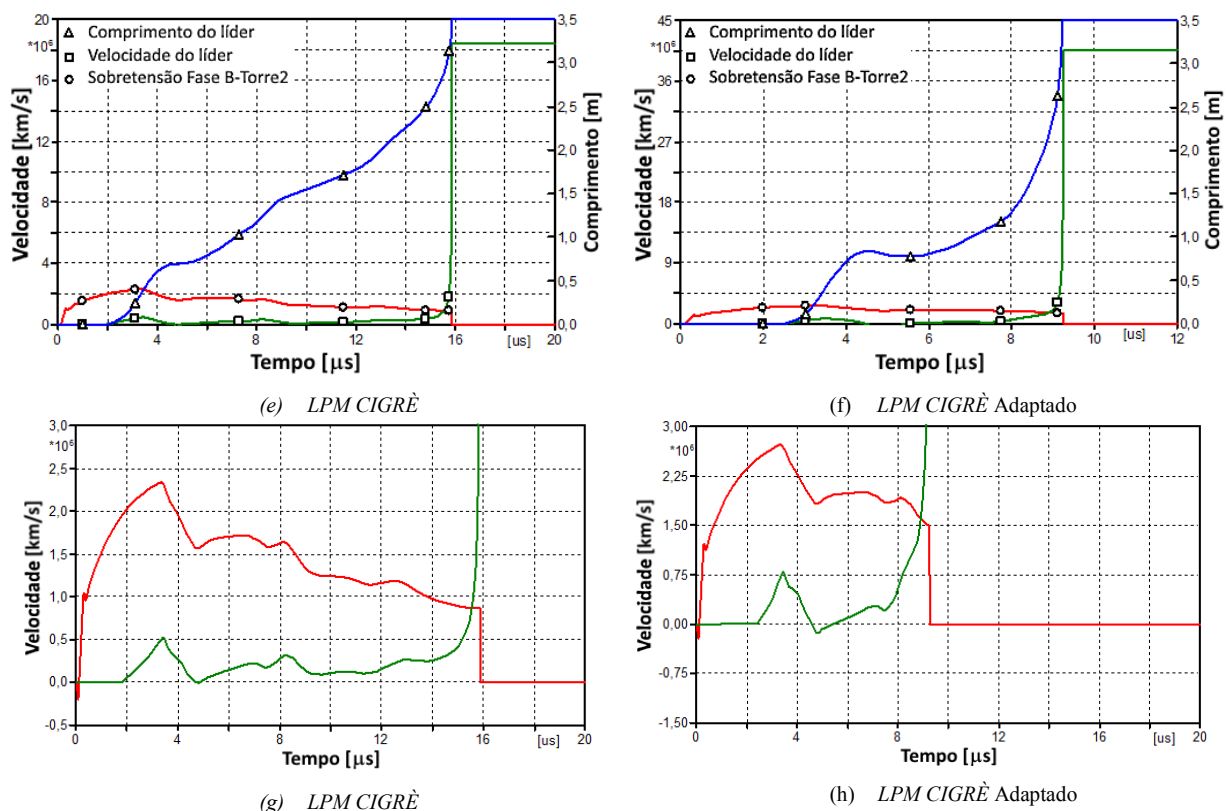 20
*10⁶
16
12
8
4
0
Velocidade [km/s]
Comprimento do líder
Velocidade do líder
Sobretensão Fase B-Torre2
3,5
3,0
2,5
2,0
1,5
1,0
0,5
0,0
Comprimento [m]
0 4 8 12 16 [us] 20
Tempo [µs]
(e) LPM CIGRÈ
45
*10⁶
36
27
18
9
0
Velocidade [km/s]
Comprimento do líder
Velocidade do líder
Sobretensão Fase B-Torre2
3,5
3,0
2,5
2,0
1,5
1,0
0,5
0,0
Comprimento [m]
0 2 4 6 8 10 [us] 12
Tempo [µs]
(f) LPM CIGRÈ Adaptado
3,0
*10⁶
2,5
2,0
1,5
1,0
0,5
0,0
-0,5
Velocidade [km/s]
0 4 8 12 16 [us] 20
Tempo [µs]
(g) LPM CIGRÈ
3,00
*10⁶
2,25
1,50
0,75
0,00
-0,75
-1,50
Velocidade [km/s]
0 4 8 12 16 [us] 20
Tempo [µs]
(h) LPM CIGRÈ Adaptado